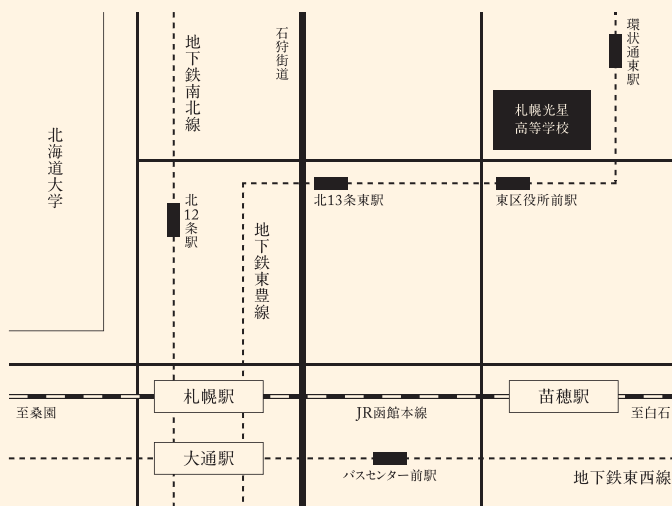 環状通東駅
石狩街道
地下鉄南北線
札幌光星
高等学校
北海道大学
北12条駅
北13条東駅
東区役所前駅
地下鉄東豊線
札幌駅
苗穂駅
至桑園
JR函館本線
至白石
大通駅
バスセンター前駅
地下鉄東西線